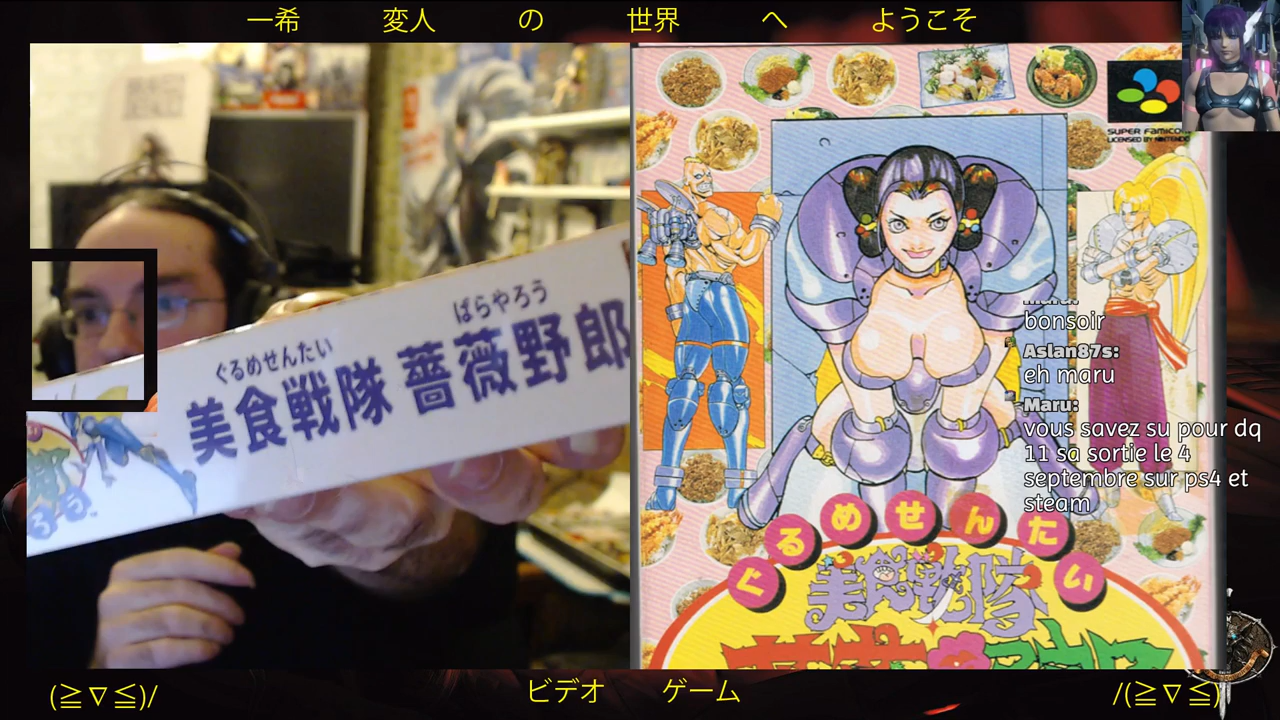 一希 変人 の 世界 へ ようこそ
ぐるめせんたい ばらやろう
美食戦隊 薔薇野郎
SUPER FAMICOM
LICENSED BY NINTENDO
bonsoir
Aslan87s:
eh maru
Maru:
vous savez su pour dq
11 sa sortie le 4
septembre sur ps4 et
steam
ぐるめせんたい
美食戦隊
(≧∇≦)/ ビデオ ゲーム /(≧∇≦)